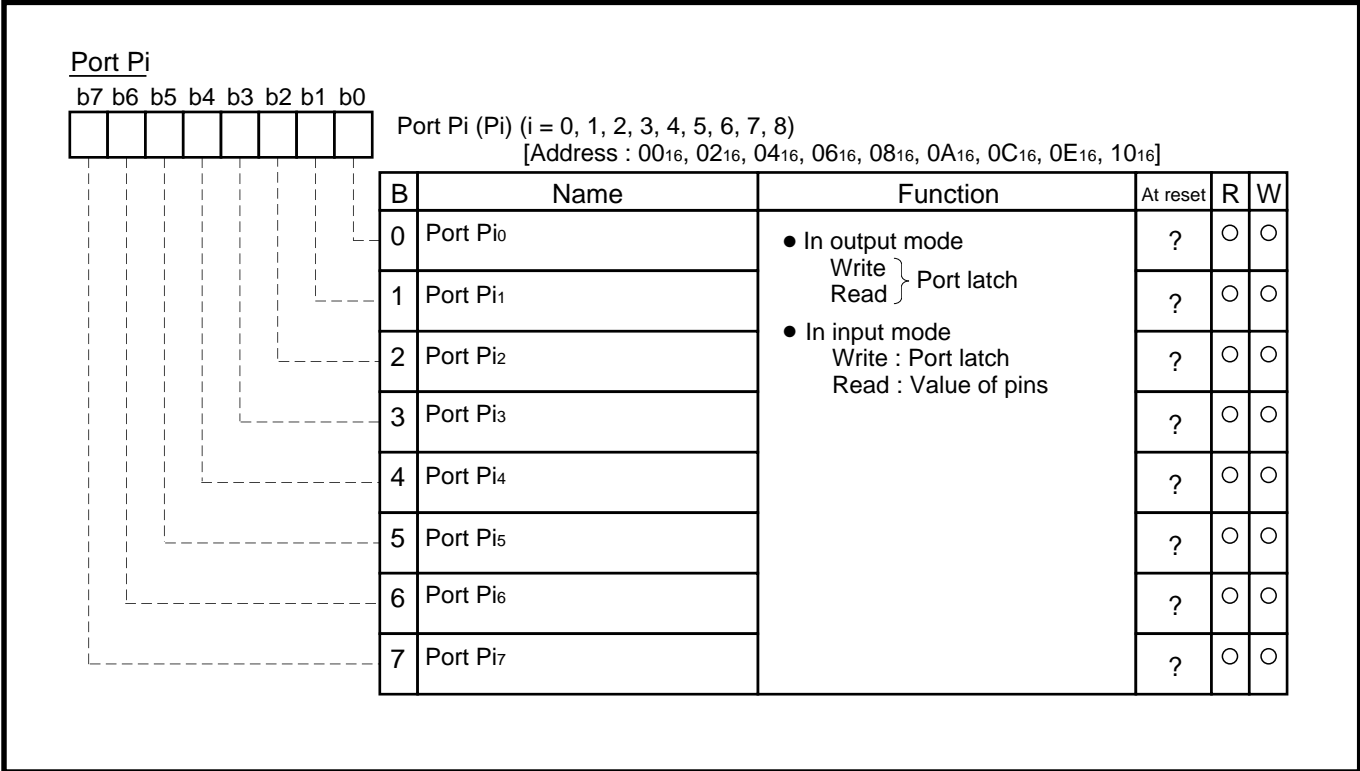 Port Pi
b7 b6 b5 b4 b3 b2 b1 b0
Port Pi (Pi) (i = 0, 1, 2, 3, 4, 5, 6, 7, 8)
[Address : 0016, 0216, 0416, 0616, 0816, 0A16, 0C16, 0E16, 1016]
B Name Function At reset R W
0 Port Pi0 ? ○ ○
● In output mode
Write
Read
Port latch
1 Port Pi1 ? ○ ○
● In input mode
Write : Port latch
Read : Value of pins
2 Port Pi2 ? ○ ○
3 Port Pi3 ? ○ ○
4 Port Pi4 ? ○ ○
5 Port Pi5 ? ○ ○
6 Port Pi6 ? ○ ○
7 Port Pi7 ? ○ ○